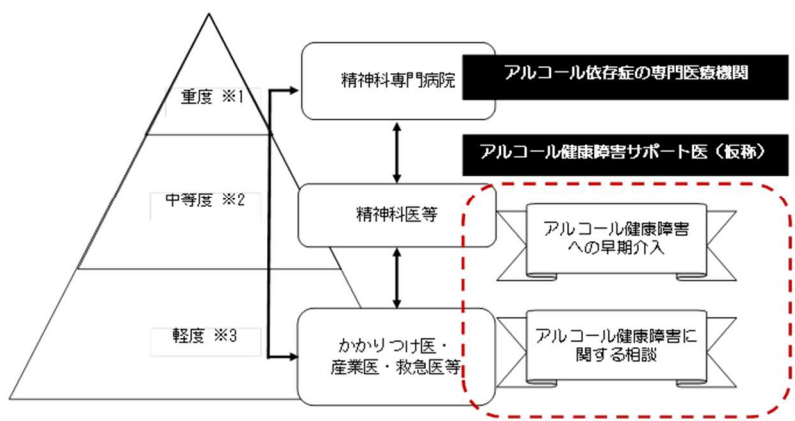 重度 ※1
精神科専門病院
アルコール依存症の専門医療機関
アルコール健康障害サポート医（仮称）
中等度 ※2
精神科医等
アルコール健康障害
への早期介入
軽度 ※3
かかりつけ医・
産業医・救急医等
アルコール健康障害に
関する相談